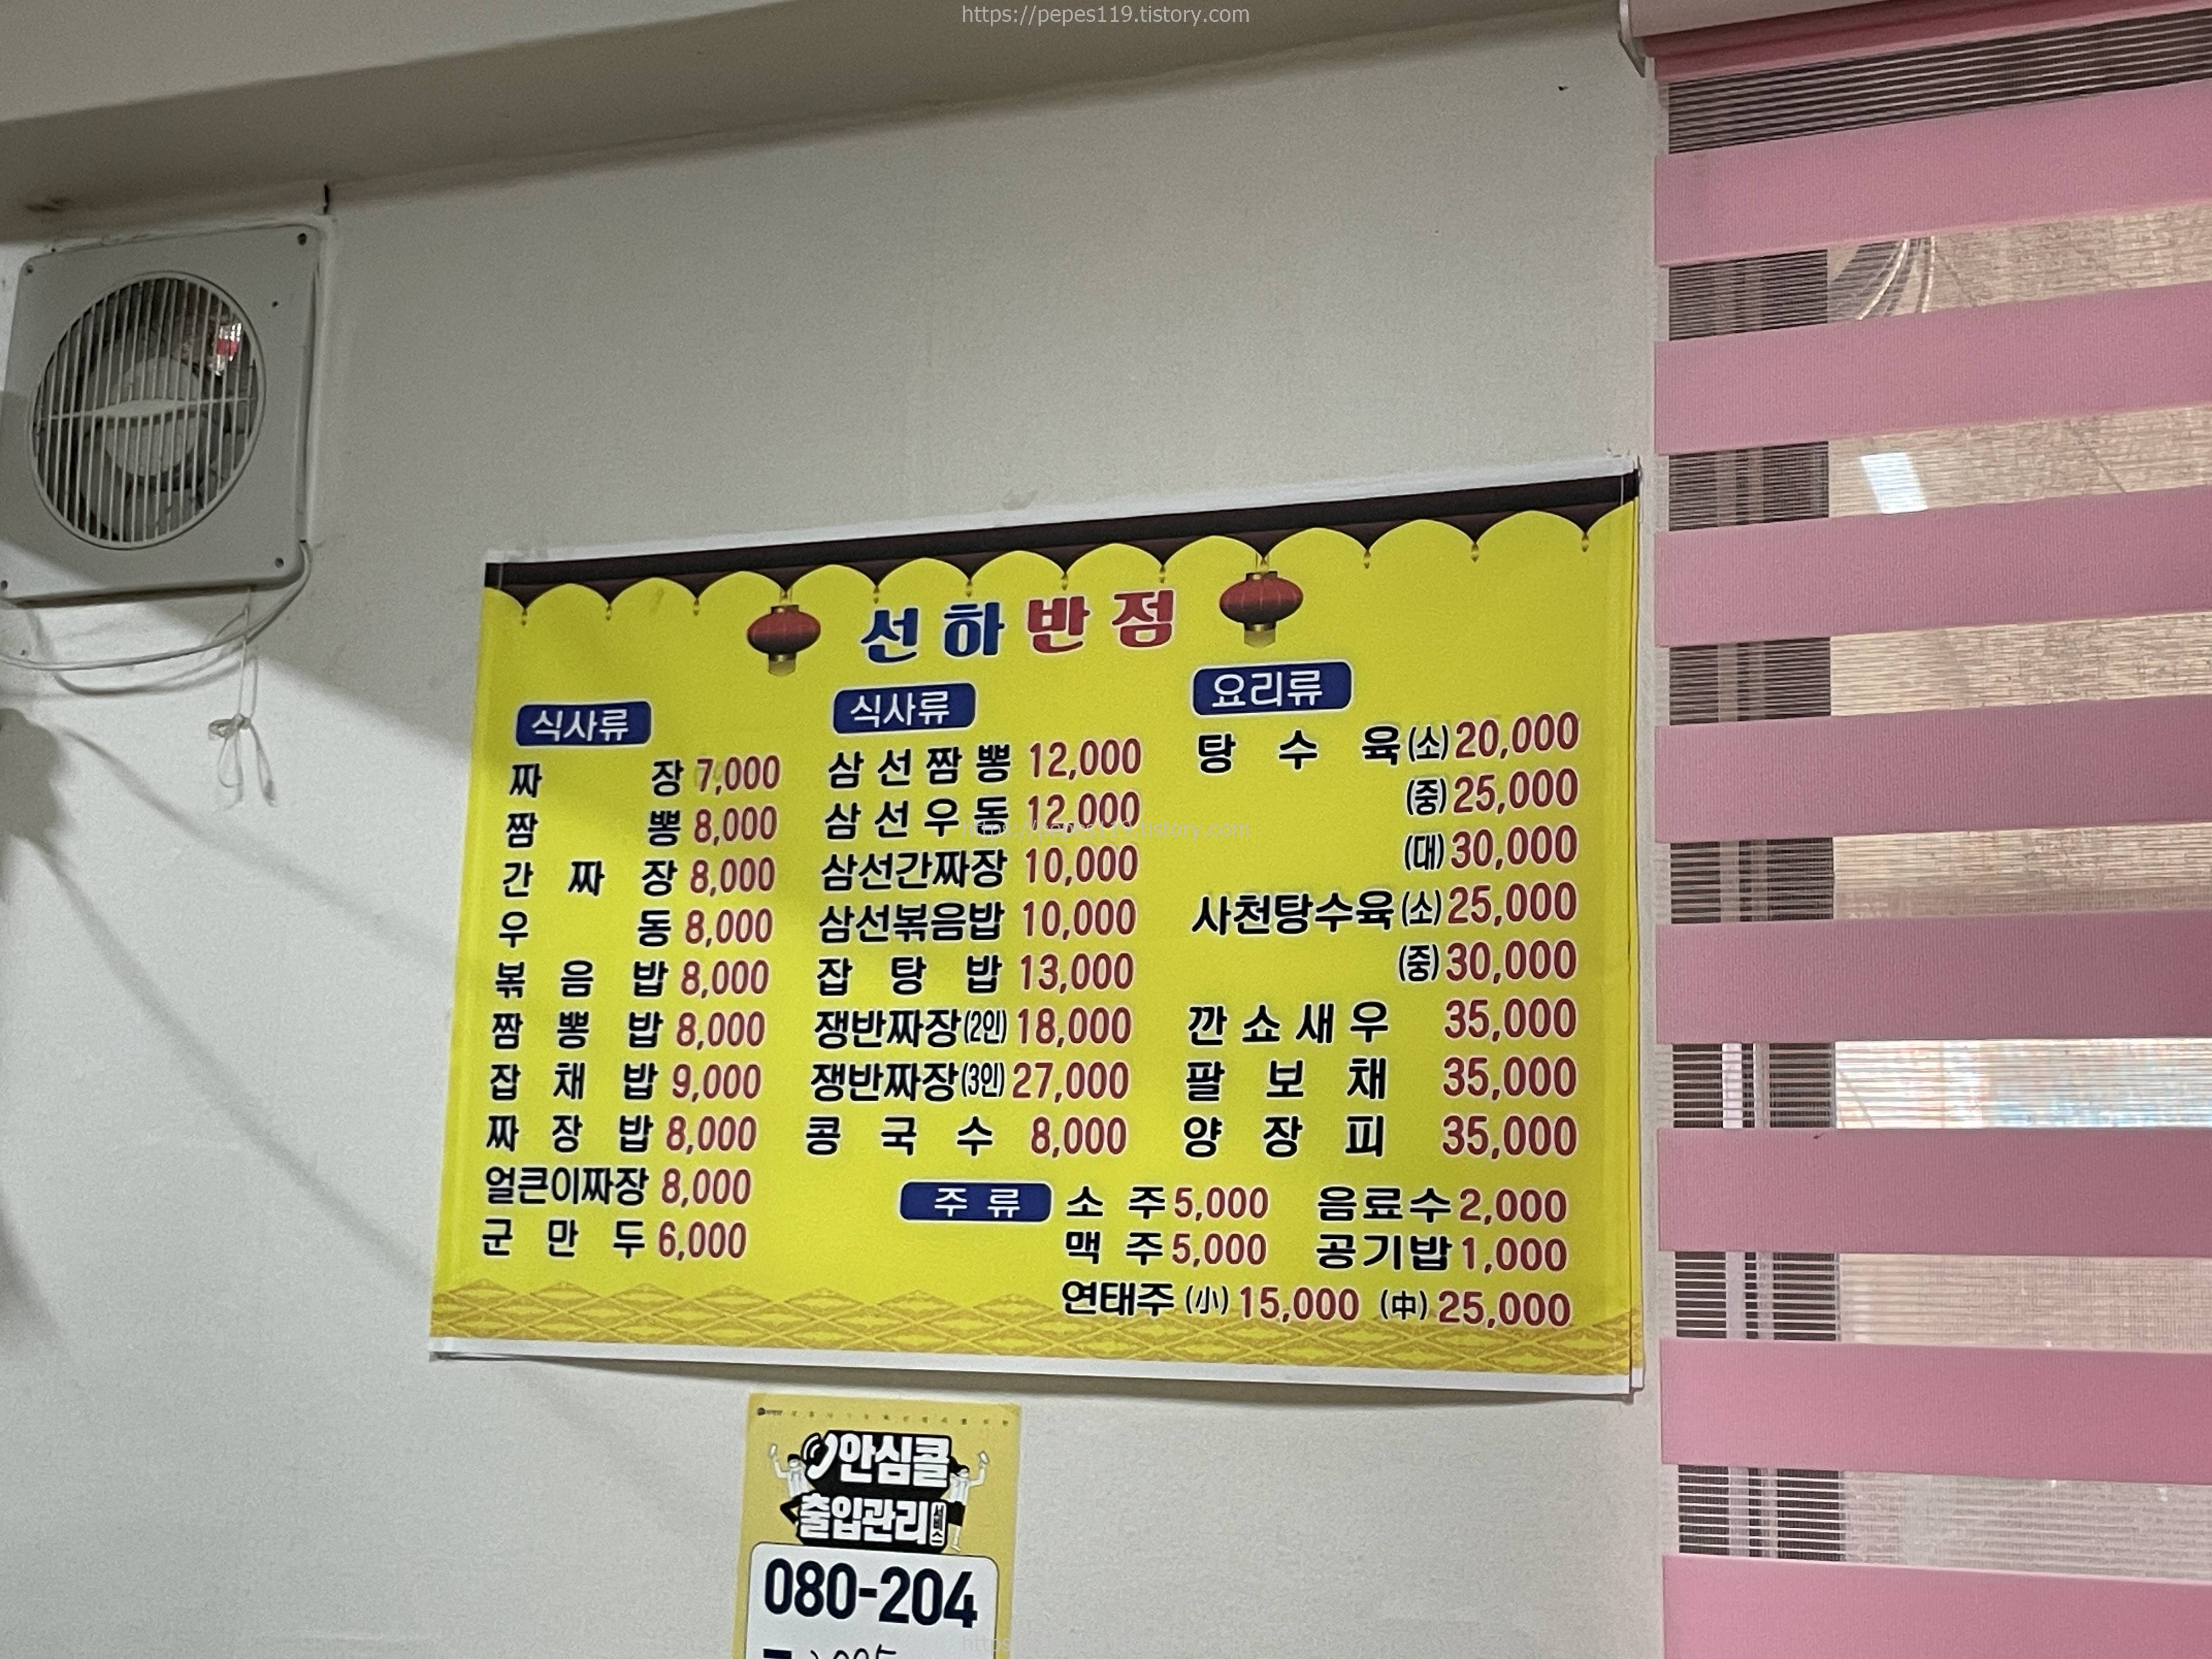 https://pepes119.tistory.com
선하반점
식사류
짜장 7,000
짬뽕 8,000
간짜장 8,000
우동 8,000
볶음밥 8,000
짬뽕밥 8,000
잡채밥 9,000
짜장밥 8,000
얼큰이짜장 8,000
군만두 6,000
식사류
삼선짬뽕 12,000
삼선우동 12,000
삼선간짜장 10,000
삼선볶음밥 10,000
잡탕밥 13,000
쟁반짜장(2인) 18,000
쟁반짜장(3인) 27,000
콩국수 8,000
요리류
탕수육(소) 20,000
(중) 25,000
(대) 30,000
사천탕수육(소) 25,000
(중) 30,000
깐쇼새우 35,000
팔보채 35,000
양장피 35,000
주류
소주 5,000 음료수 2,000
맥주 5,000 공기밥 1,000
연태주 (小) 15,000 (中) 25,000
https://pepes119.tistory.com
안심콜
출입관리 서비스
080-204